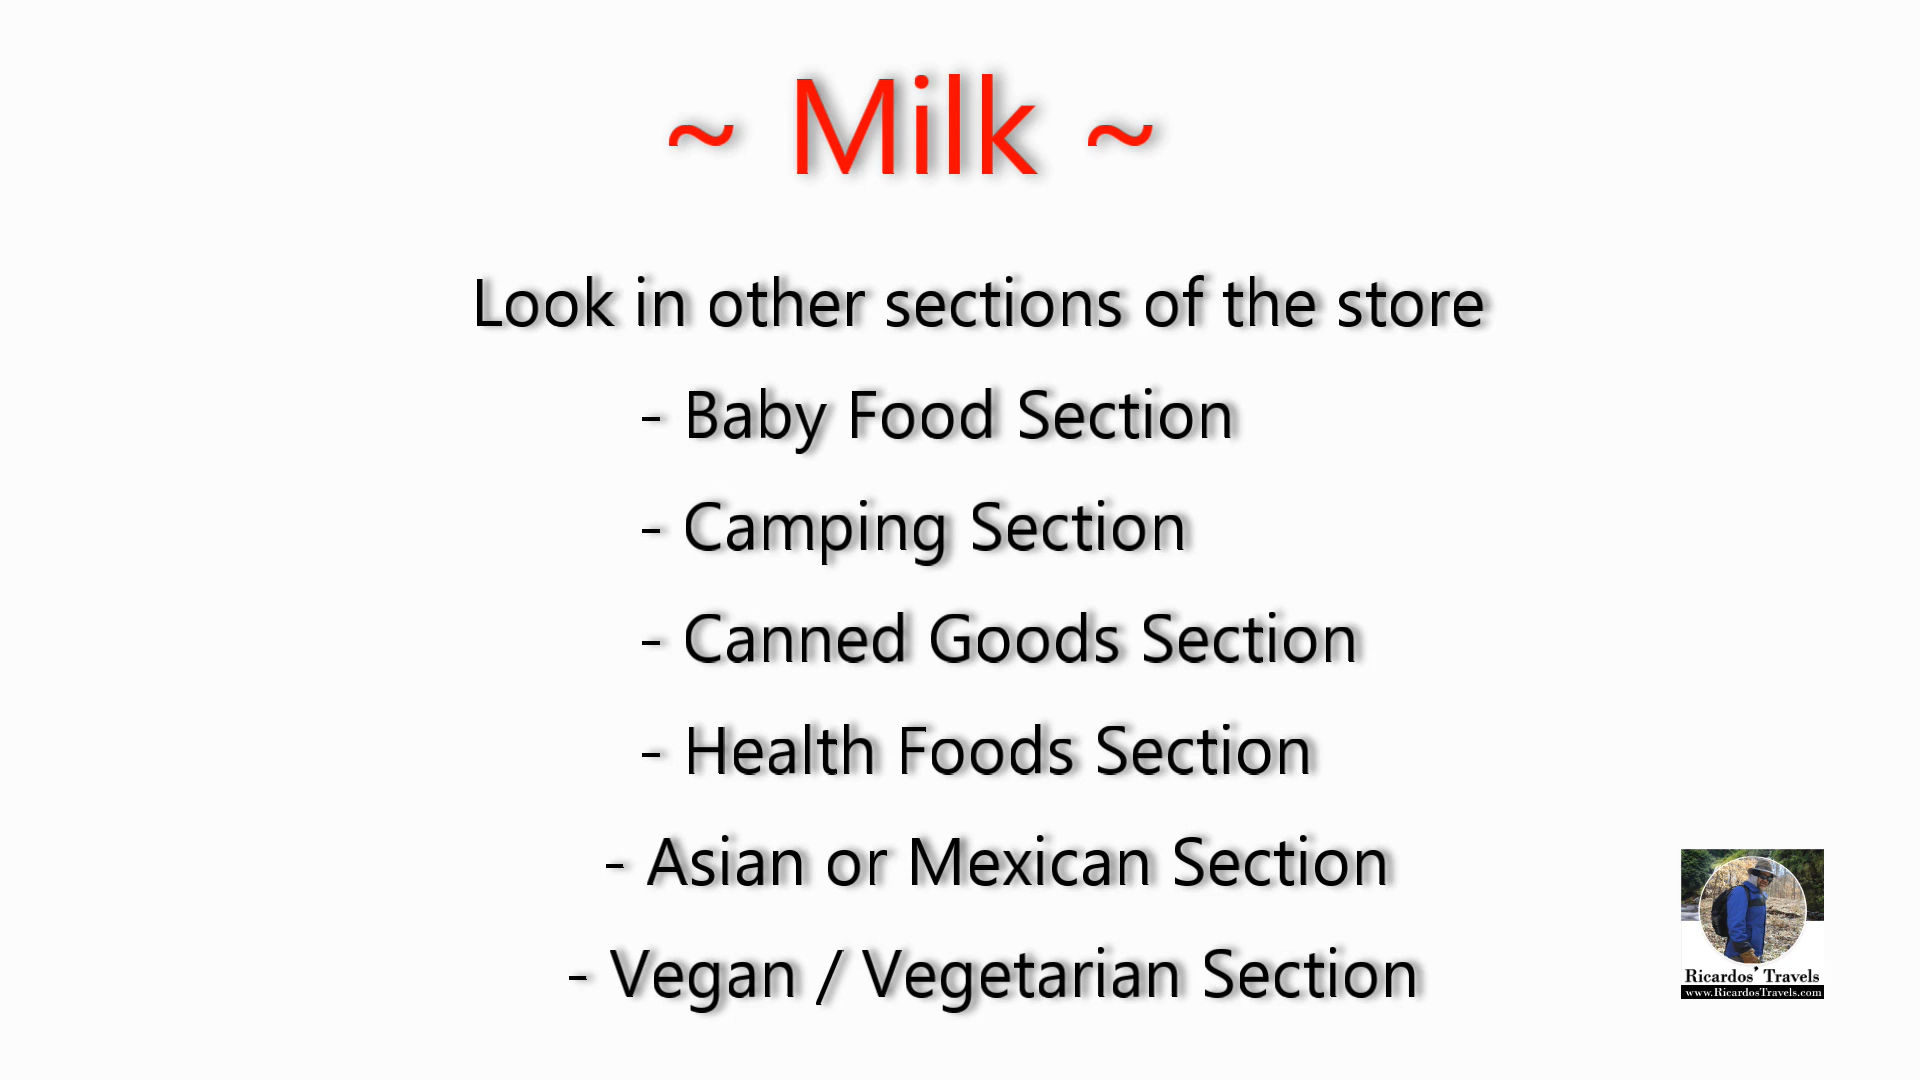 ~ Milk ~
Look in other sections of the store
- Baby Food Section
- Camping Section
- Canned Goods Section
- Health Foods Section
- Asian or Mexican Section
- Vegan / Vegetarian Section
Ricardos' Travels
www.RicardosTravels.com